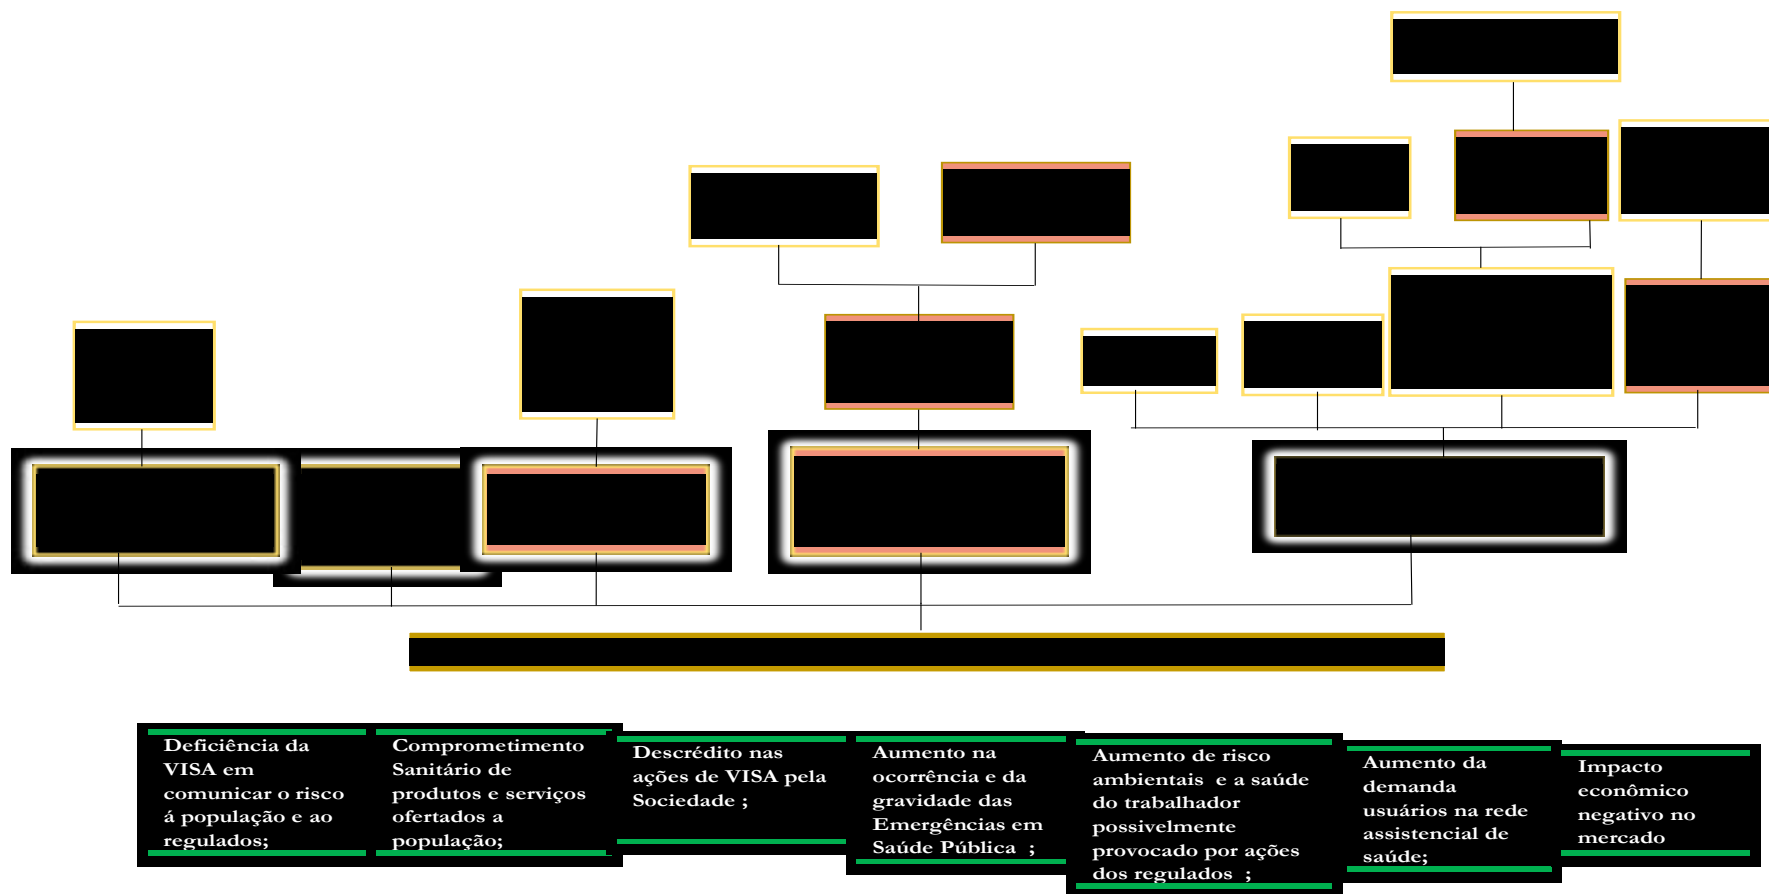 Deficiência da
VISA em
comunicar o risco
á população e ao
regulados;
Comprometimento
Sanitário de
produtos e serviços
ofertados a
população;
Descrédito nas
ações de VISA pela
Sociedade ;
Aumento na
ocorrência e da
gravidade das
Emergências em
Saúde Pública ;
Aumento de risco
ambientais e a saúde
do trabalhador
possivelmente
provocado por ações
dos regulados ;
Aumento da
demanda
usuários na rede
assistencial de
saúde;
Impacto
econômico
negativo no
mercado